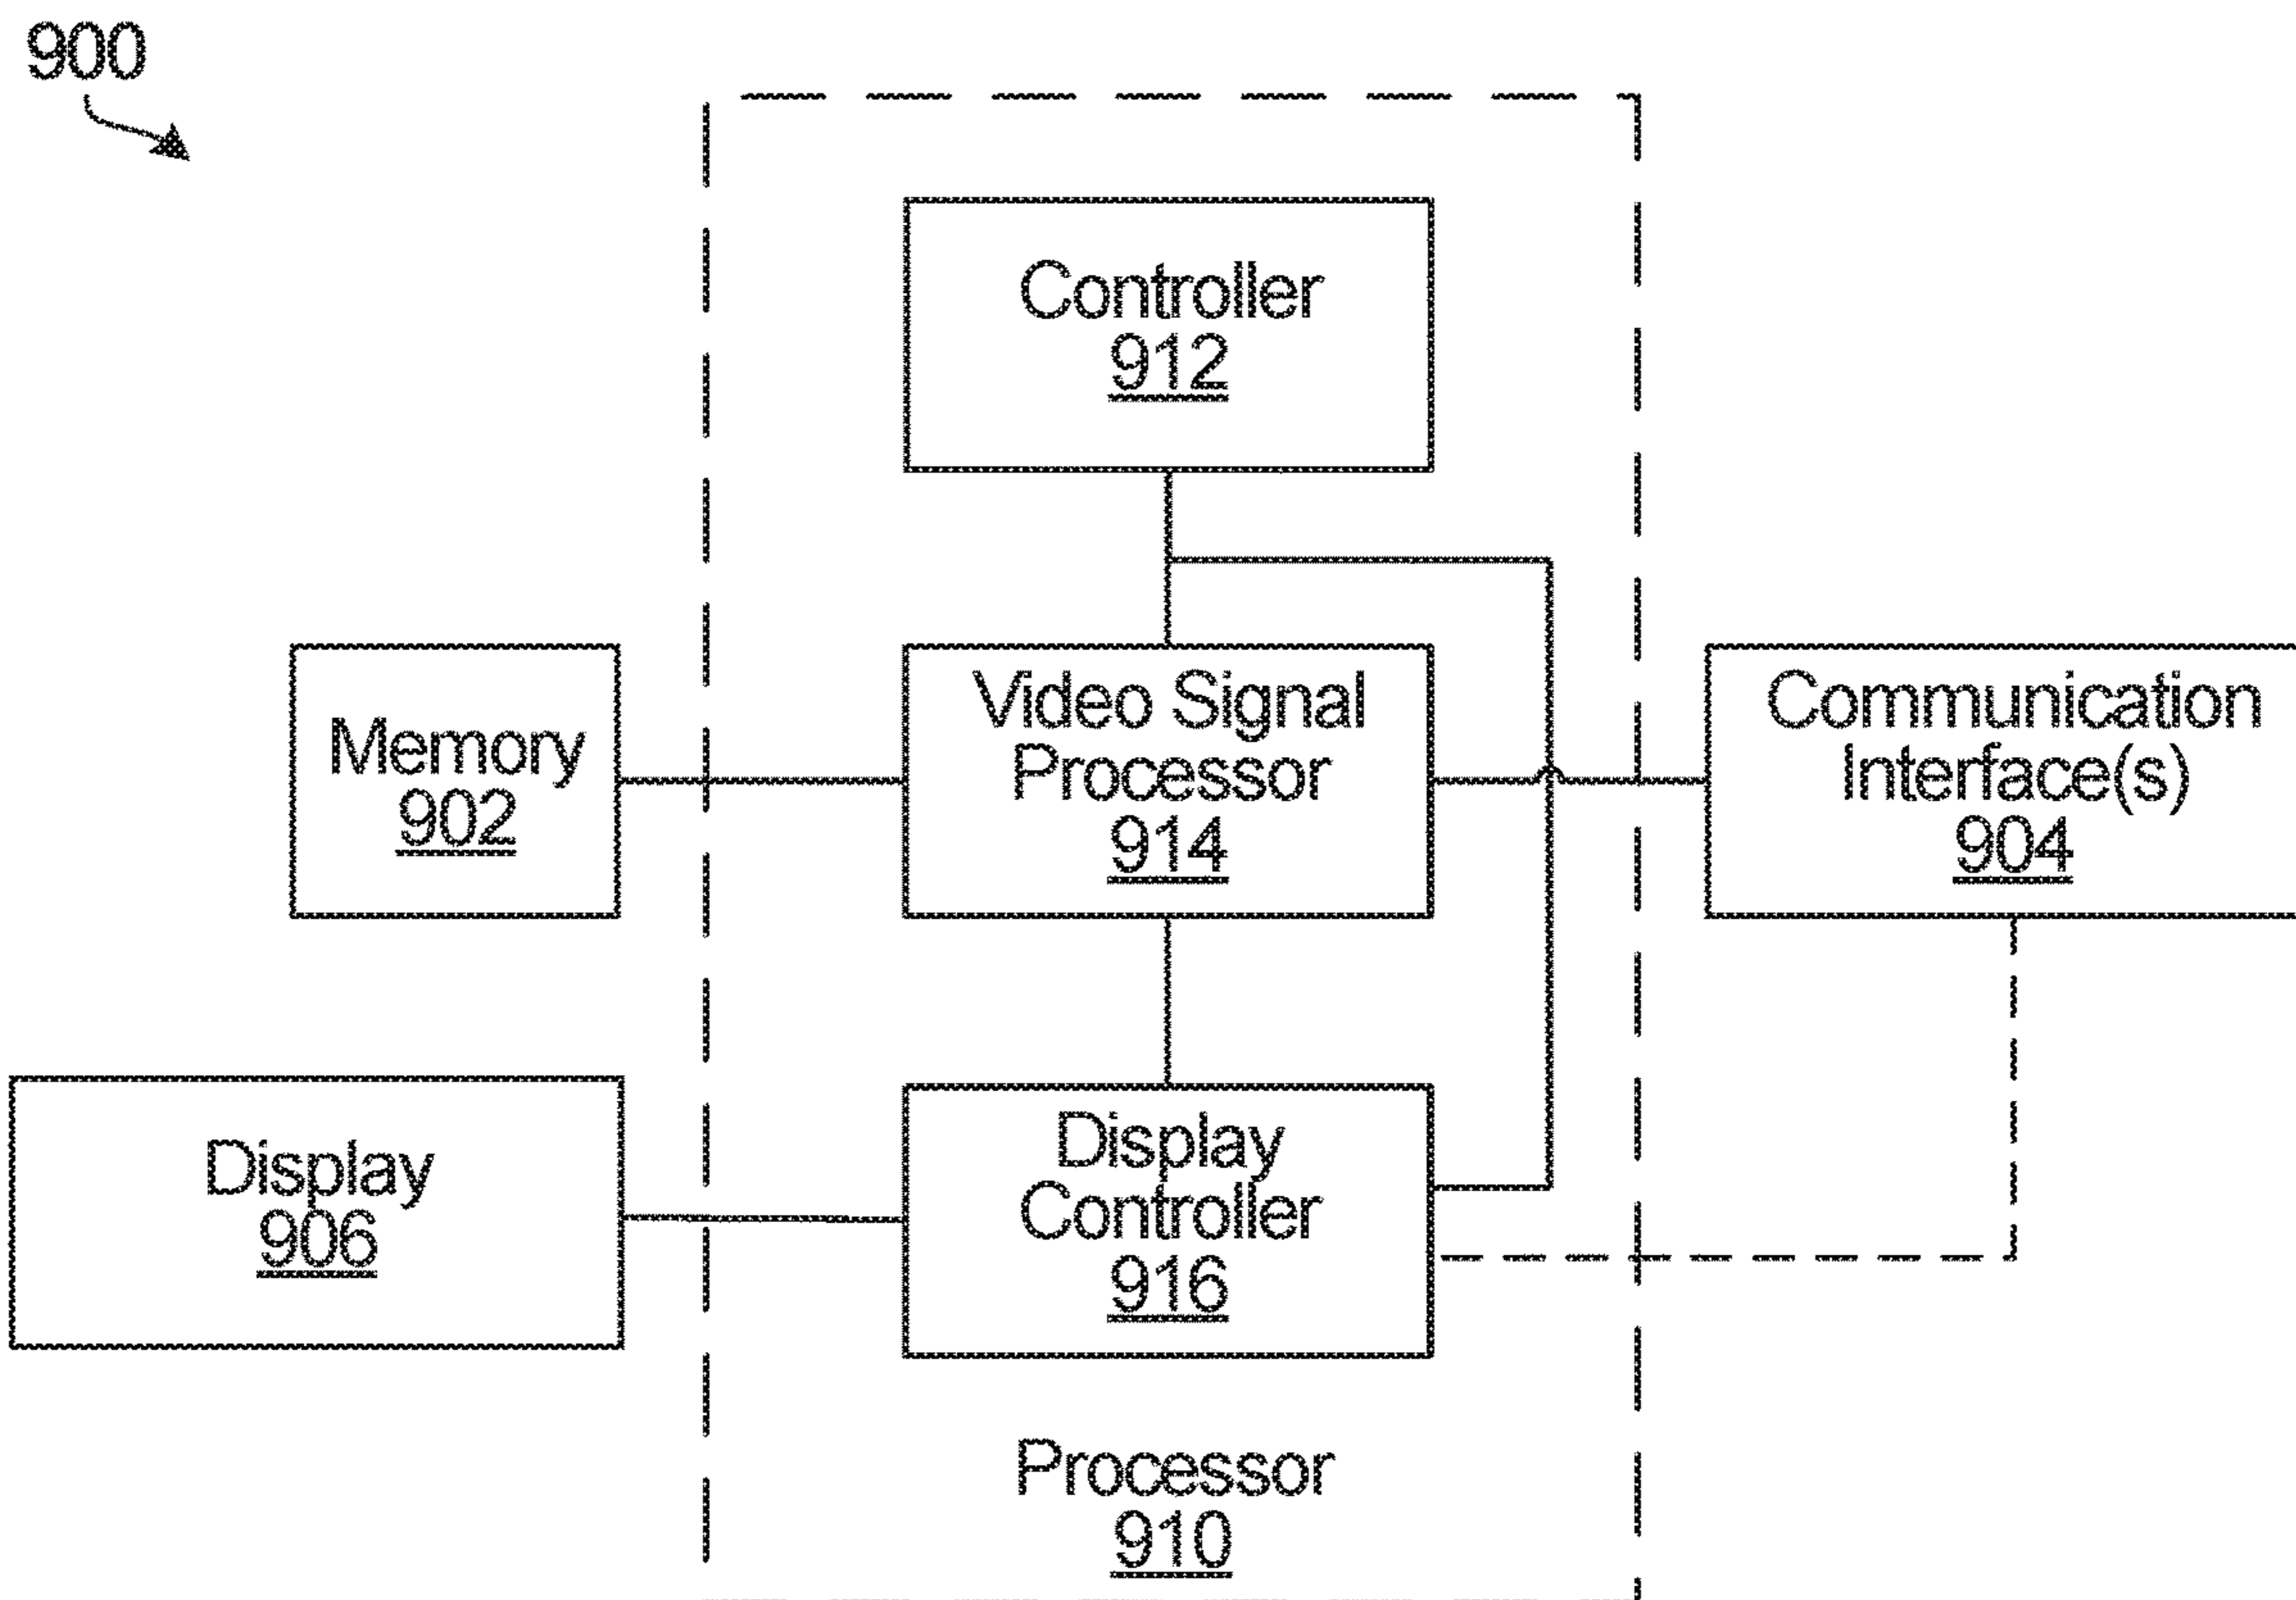 900
Controller
912
Memory
902
Video Signal
Processor
914
Communication
Interface(s)
904
Display
906
Display
Controller
916
Processor
910